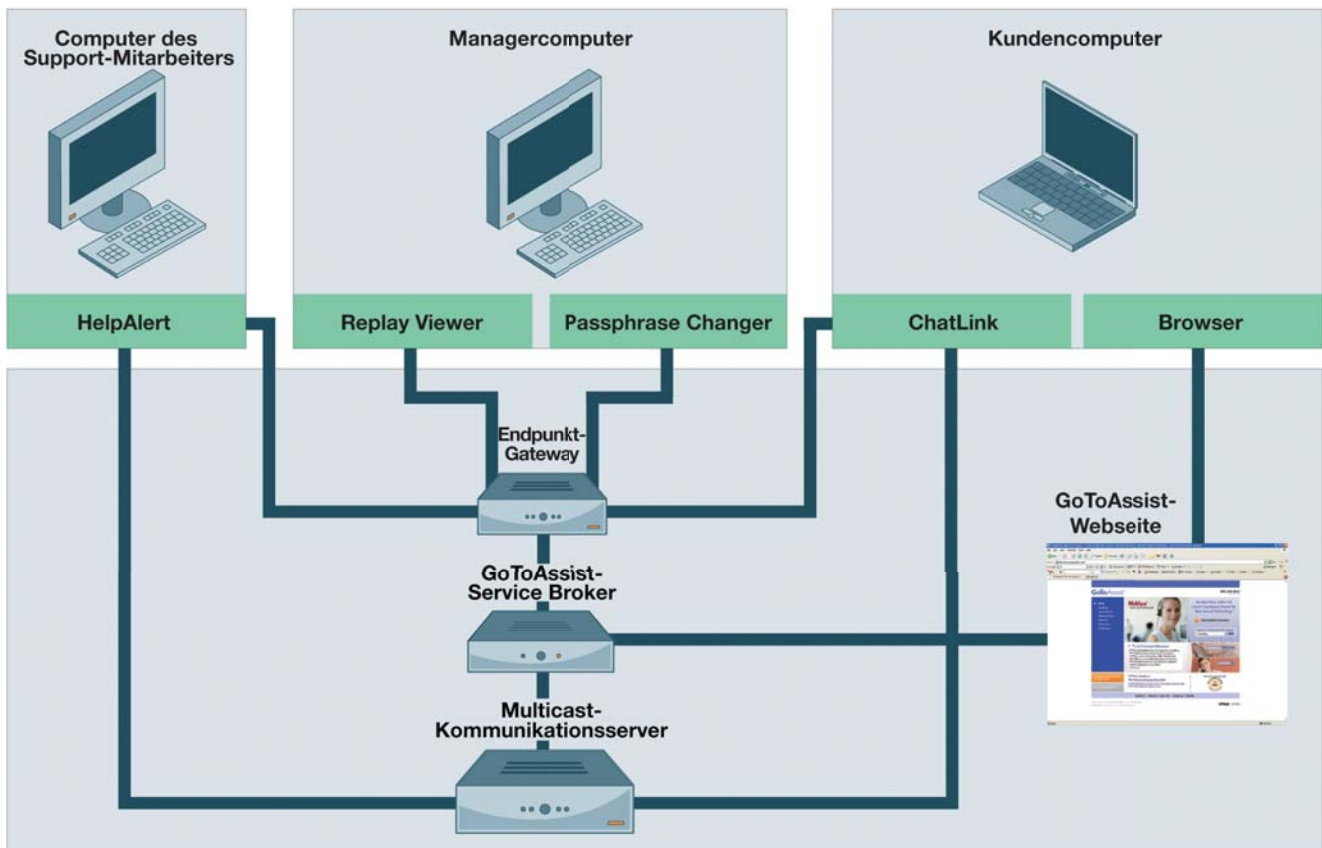 Computer des
Support-Mitarbeiters
Managercomputer
Kundencomputer
HelpAlert
Replay Viewer
Passphrase Changer
ChatLink
Browser
Endpunkt-
Gateway
GoToAssist-
Webseite
GoToAssist-
Service Broker
Multicast-
Kommunikationsserver
GoToAssist